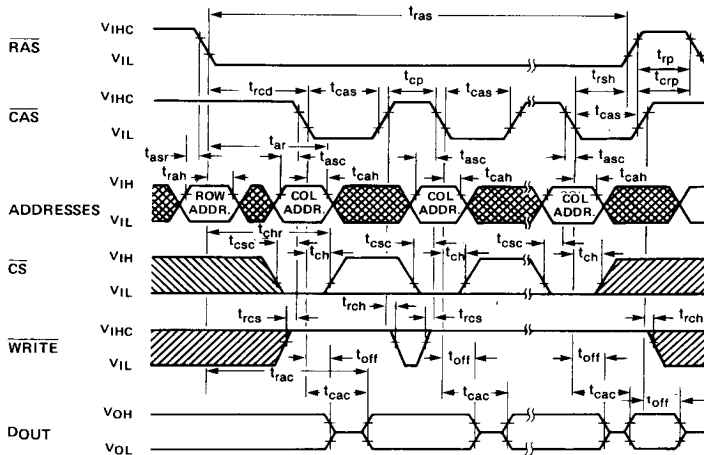 tras
RAS VIHC VIL
trp
tcrp
trcd tcas tcp tcas trsh tcas
CAS VIHC VIL
tar
tasr tasc tasc tasc
trah tcah tcah tcah
ADDRESSES VIH VIL
ROW ADDR. COL ADDR. COL ADDR. COL ADDR.
tchr
tcsc tcsc tcsc
CS VIH VIL
tch tch tch
trch
trcs trcs trch
WRITE VIHC VIL
toff toff toff
trac
tcac tcac tcac toff
DOUT VOH VOL